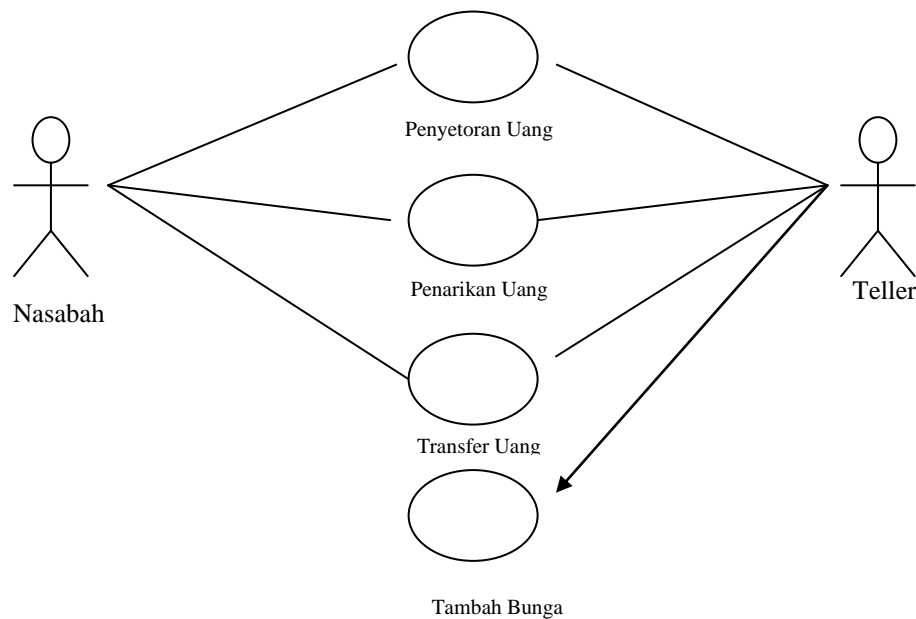 Penyetoran Uang
Penarikan Uang
Teller
Nasabah
Transfer Uang
Tambah Bunga